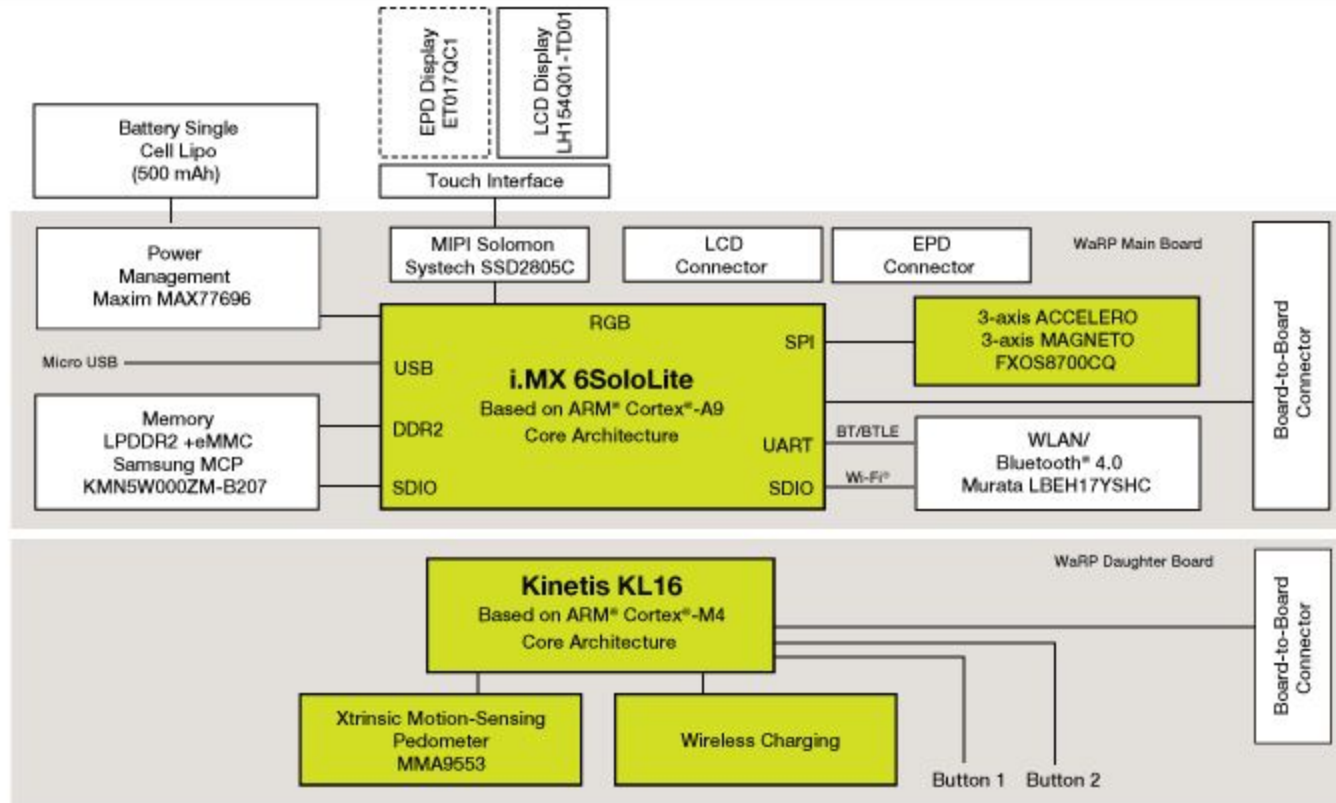 EPD Display
ET017QC1
LCD Display
LH154Q01-TD01
Battery Single
Cell Lipo
(500 mAh)
Touch Interface
Power
Management
Maxim MAX77696
MIPI Solomon
Systech SSD2805C
LCD
Connector
EPD
Connector
WaRP Main Board
Board-to-Board
Connector
RGB
SPI
3-axis ACCELERO
3-axis MAGNETO
FXOS8700CQ
Micro USB
USB
i.MX 6SoloLite
Based on ARM® Cortex®-A9
Core Architecture
Memory
LPDDR2 +eMMC
Samsung MCP
KMN5W000ZM-B207
DDR2
SDIO
UART
SDIO
BT/BTLE
Wi-Fi®
WLAN/
Bluetooth® 4.0
Murata LBEH17YSHC
WaRP Daughter Board
Board-to-Board
Connector
Kinetis KL16
Based on ARM® Cortex®-M4
Core Architecture
Xtrinsic Motion-Sensing
Pedometer
MMA9553
Wireless Charging
Button 1
Button 2